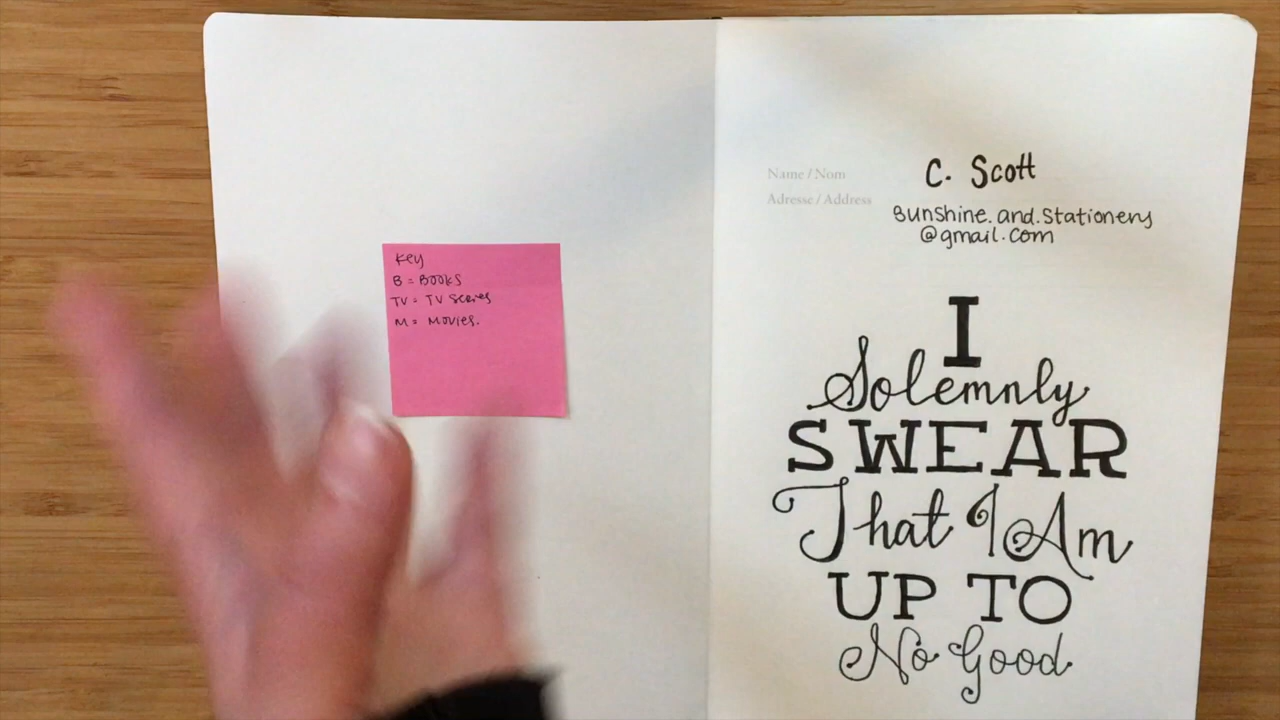 Key
B = BOOKS
TV = TV Series
M = Movies.
Name / Nom
C. Scott
Adresse / Address
Bunshine.and.Stationery
@gmail.com
I
Solemnly
SWEAR
That I Am
UP TO
No Good